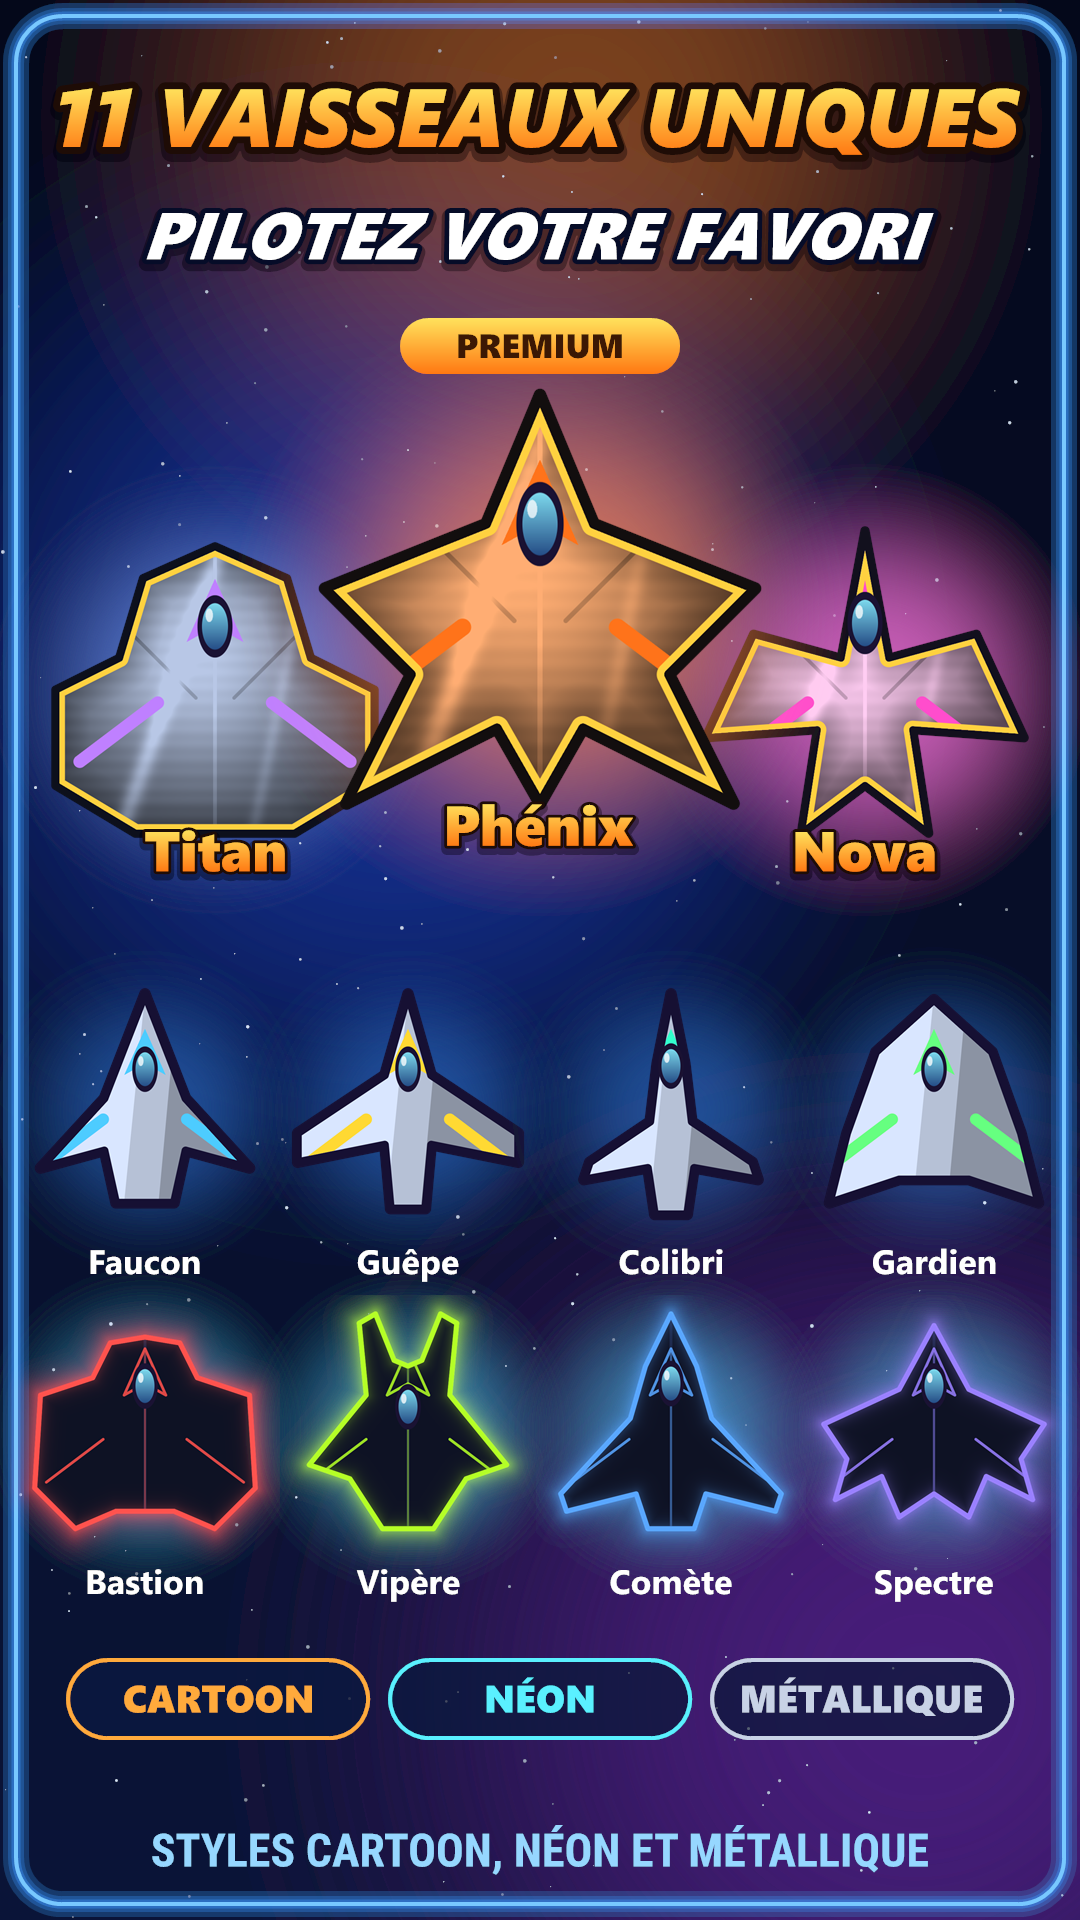 11 VAISSEAUX UNIQUES
PILOTEZ VOTRE FAVORI
PREMIUM
Titan
Phénix
Nova
Faucon
Guêpe
Colibri
Gardien
Bastion
Vipère
Comète
Spectre
CARTOON
NÉON
MÉTALLIQUE
STYLES CARTOON, NÉON ET MÉTALLIQUE